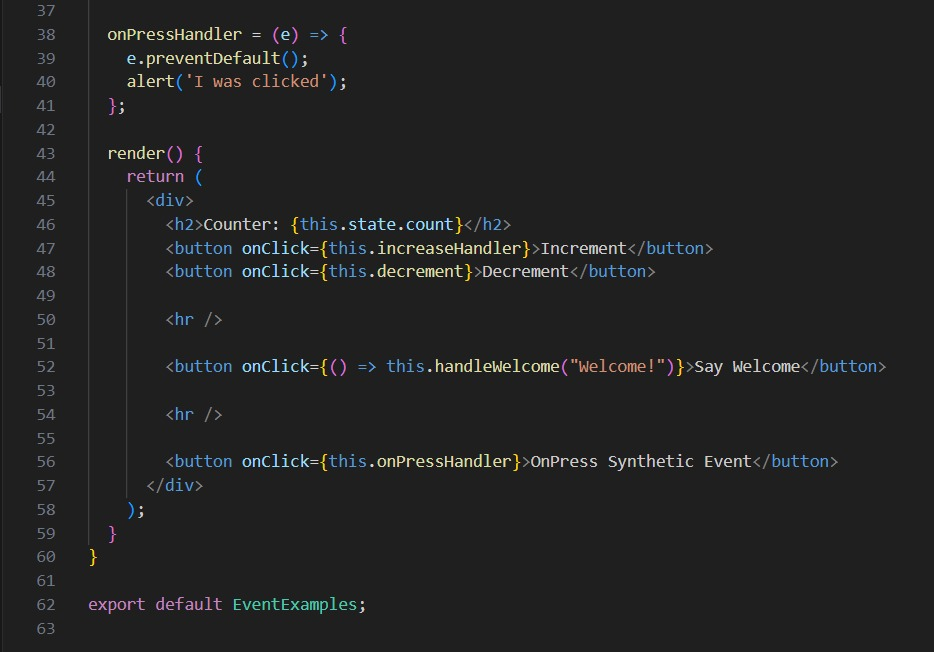 37
38 onPressHandler = (e) => {
39 e.preventDefault();
40 alert('I was clicked');
41 };
42
43 render() {
44 return (
45 <div>
46 <h2>Counter: {this.state.count}</h2>
47 <button onClick={this.increaseHandler}>Increment</button>
48 <button onClick={this.decrement}>Decrement</button>
49
50 <hr />
51
52 <button onClick={() => this.handleWelcome("Welcome!")}>Say Welcome</button>
53
54 <hr />
55
56 <button onClick={this.onPressHandler}>OnPress Synthetic Event</button>
57 </div>
58 );
59 }
60 }
61
62 export default EventExamples;
63